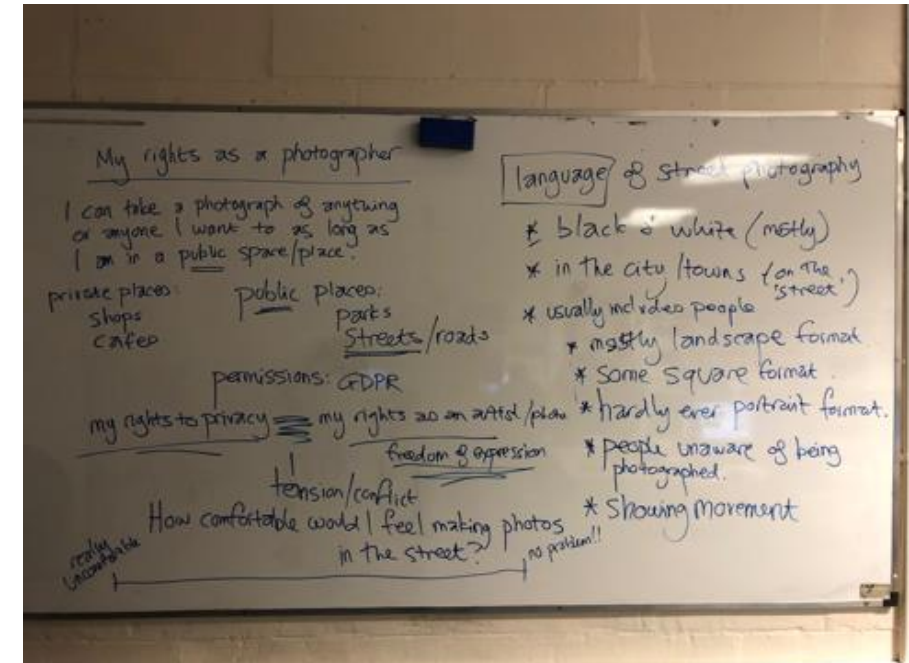 My rights as a photographer
I can take a photograph of anything
or anyone I want to as long as
I am in a public space/place.
private places:
shops
cafes
public places:
parks
Streets/roads
permissions: GDPR
my rights to privacy
my rights as an artist/
freedom of expression
tension/conflict
How comfortable would I feel making photos
in the street?
really
uncomfortable
no problem!!
language of street photography
* black & white (mostly)
* in the city/towns (on the
'street'.)
* usually includes people
* mostly landscape format.
* some square format.
* hardly ever portrait format.
* people unaware of being
photographed.
* Showing movement